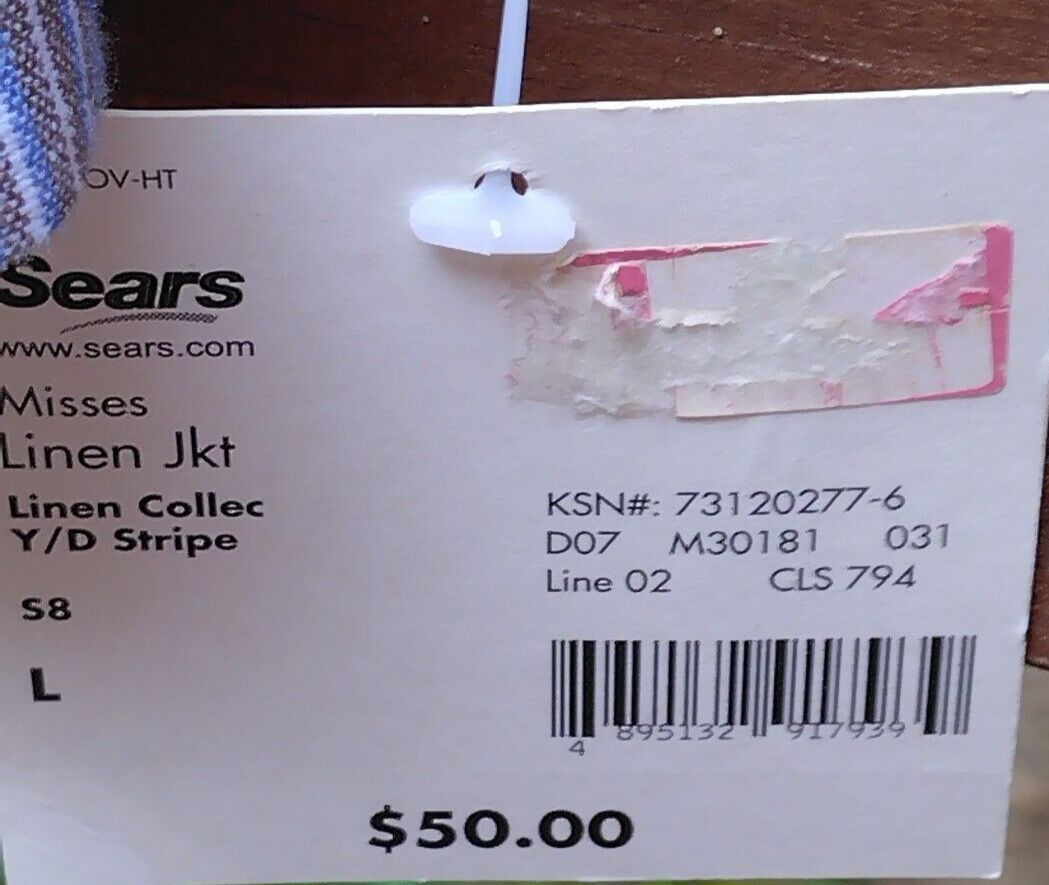 OV-HT
Sears
www.sears.com
Misses
Linen Jkt
Linen Collec
Y/D Stripe
S8
L
KSN#: 73120277-6
D07 M30181 031
Line 02 CLS 794
4 895132 917939
$50.00